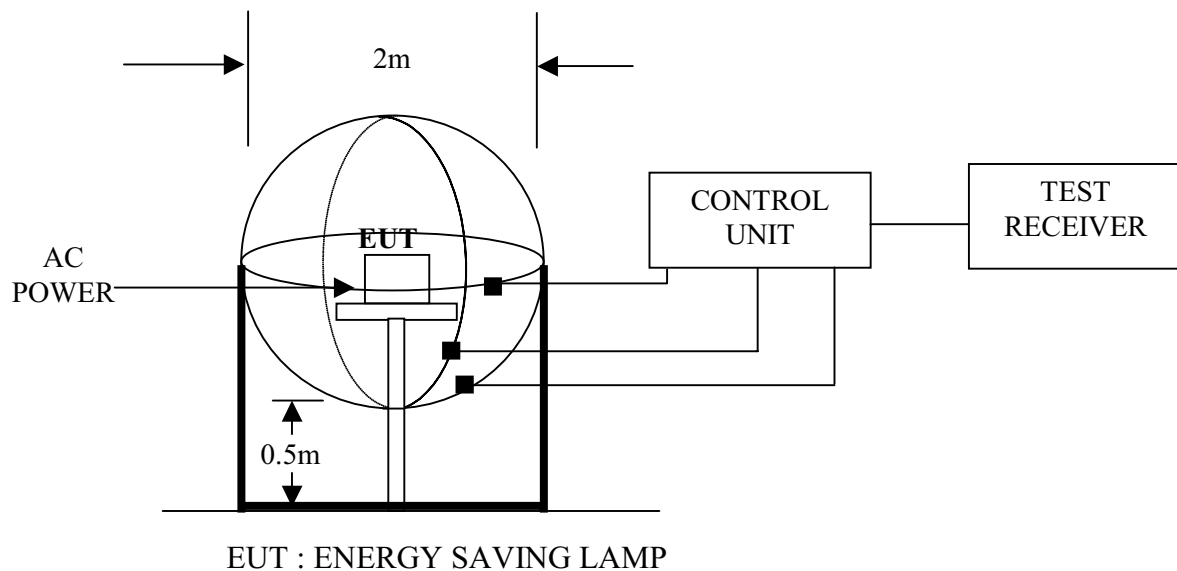 2m
CONTROL
UNIT
TEST
RECEIVER
EUT
AC
POWER
0.5m
EUT : ENERGY SAVING LAMP